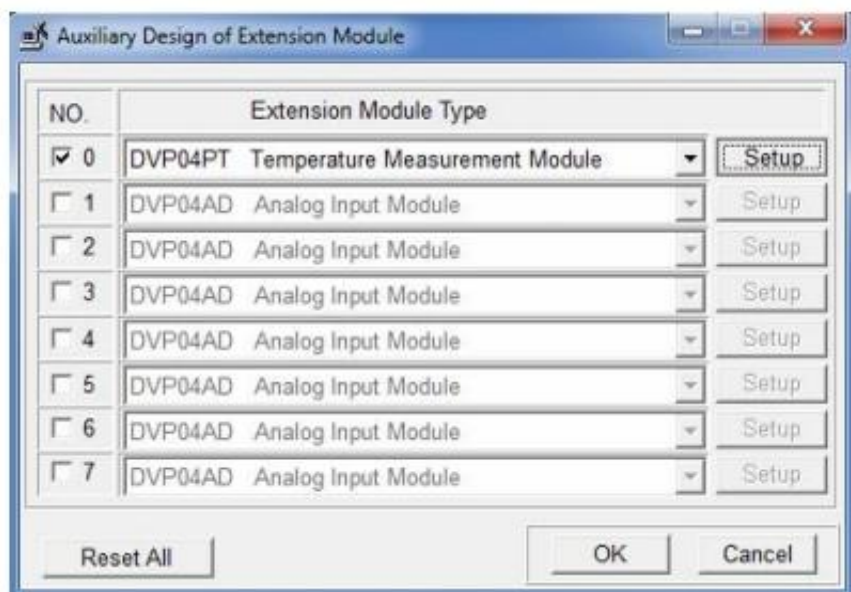 Auxiliary Design of Extension Module
NO. Extension Module Type
0 DVP04PT Temperature Measurement Module Setup
1 DVP04AD Analog Input Module Setup
2 DVP04AD Analog Input Module Setup
3 DVP04AD Analog Input Module Setup
4 DVP04AD Analog Input Module Setup
5 DVP04AD Analog Input Module Setup
6 DVP04AD Analog Input Module Setup
7 DVP04AD Analog Input Module Setup
Reset All OK Cancel